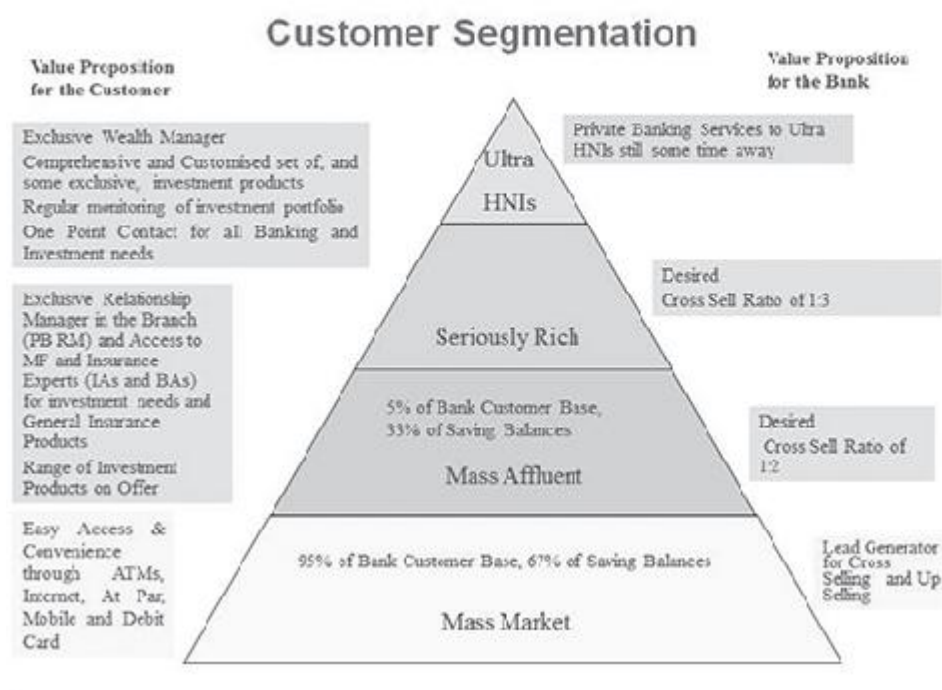 Customer Segmentation
Value Proposition
for the Customer
Value Proposition
for the Bank
Exclusive Wealth Manager
Comprehensive and Customised set of, and
some exclusive, investment products
Regular monitoring of investment portfolio
One Point Contact for all Banking and
Investment needs
Ultra
HNIs
Private Banking Services to Ultra
HNIs still some time away
Exclusive Relationship
Manager in the Branch
(PB RM) and Access to
MF and Insurance
Experts (IAs and BAs)
for investment needs and
General Insurance
Products
Range of Investment
Products on Offer
Seriously Rich
Desired
Cross Sell Ratio of 1:3
5% of Bank Customer Base,
33% of Saving Balances
Mass Affluent
Desired
Cross Sell Ratio of
1:2
Easy Access &
Convenience
through ATMs,
Internet, At Par,
Mobile and Debit
Card
95% of Bank Customer Base, 67% of Saving Balances
Mass Market
Lead Generator
for Cross
Selling and Up
Selling